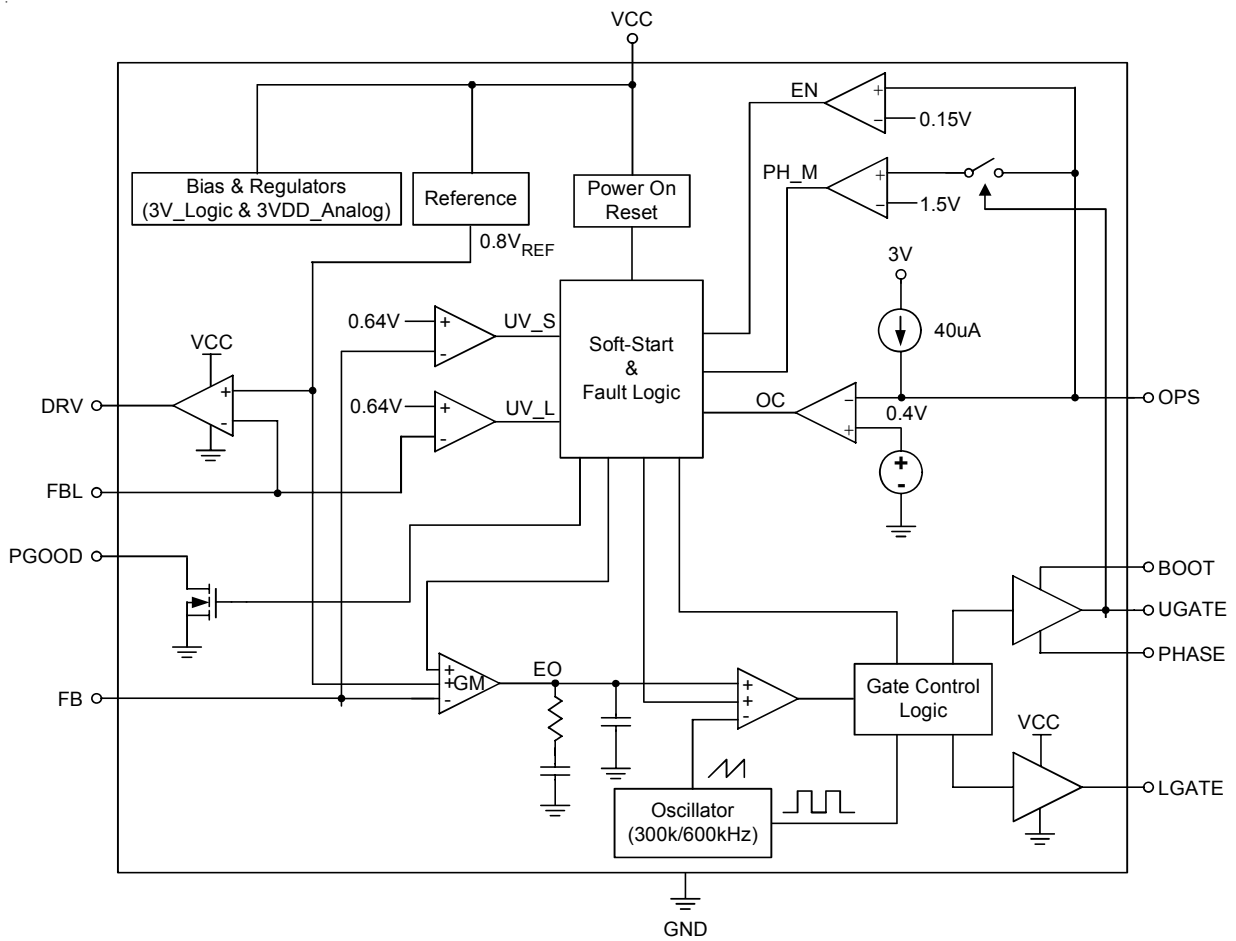 VCC
EN
+
−
0.15V
PH_M
+
−
1.5V
Bias & Regulators
(3V_Logic & 3VDD_Analog)
Reference
Power On
Reset
0.8VREF
3V
40uA
0.64V
+
-
UV_S
Soft-Start
&
Fault Logic
VCC
DRV
+
-
0.64V
+
-
UV_L
OC
−
+
0.4V
OPS
+
-
FBL
PGOOD
BOOT
UGATE
PHASE
FB
+
+
-
GM
EO
+
+
-
Gate Control
Logic
VCC
LGATE
Oscillator
(300k/600kHz)
GND